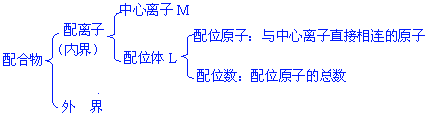 中心离子 M
配离子
(内界)
配位原子：与中心离子直接相连的原子
配合物
配位体 L
配位数：配位原子的总数
外 界